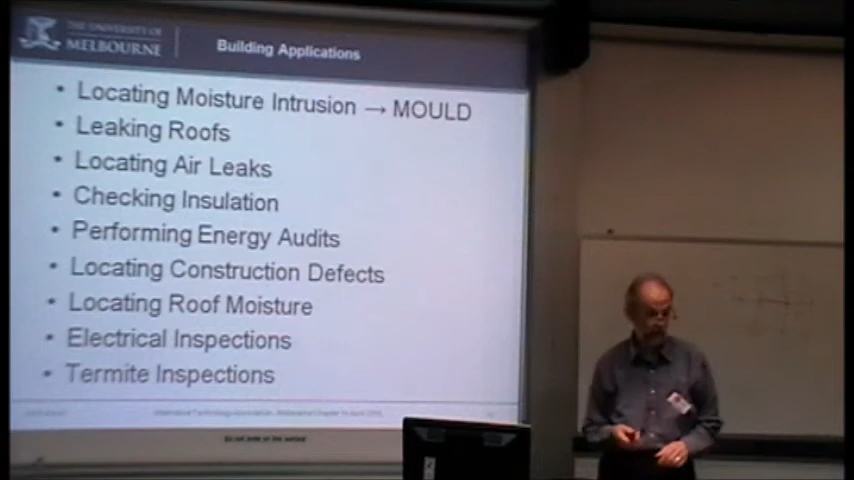 THE UNIVERSITY OF
MELBOURNE
Building Applications
• Locating Moisture Intrusion → MOULD
• Leaking Roofs
• Locating Air Leaks
• Checking Insulation
• Performing Energy Audits
• Locating Construction Defects
• Locating Roof Moisture
• Electrical Inspections
• Termite Inspections